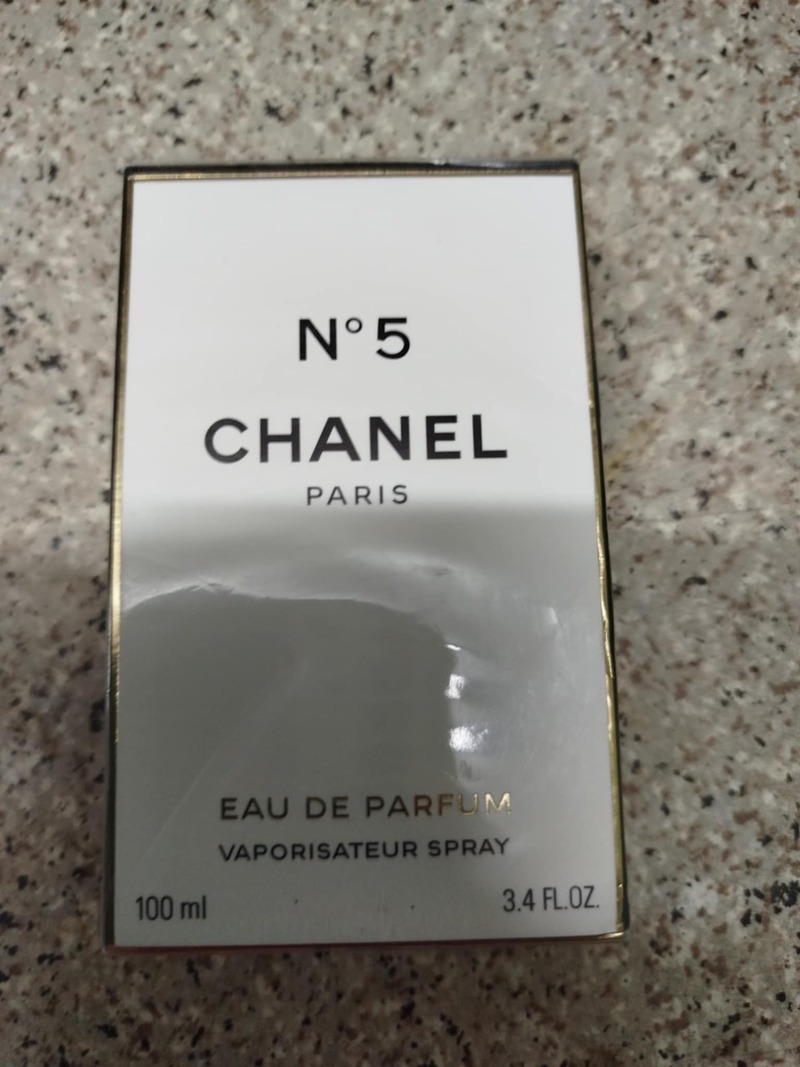 N°5
CHANEL
PARIS
EAU DE PARFUM
VAPORISATEUR SPRAY
100 ml 3.4 FL.OZ.